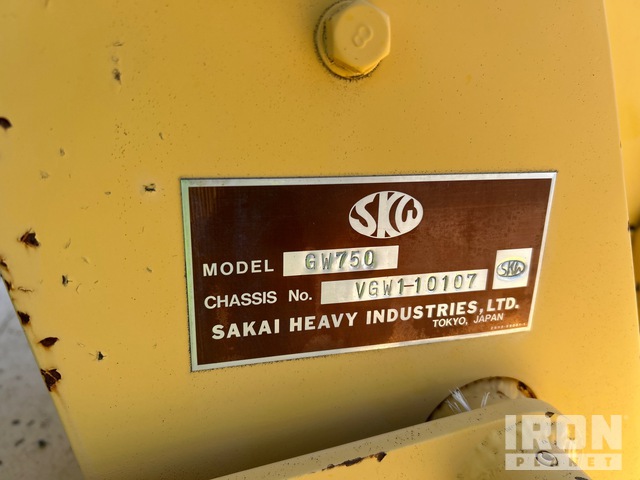 8
SKW
MODEL GW750
CHASSIS No. VGW1-10107 SKW
SAKAI HEAVY INDUSTRIES, LTD.
TOKYO, JAPAN
IRON
PLANET